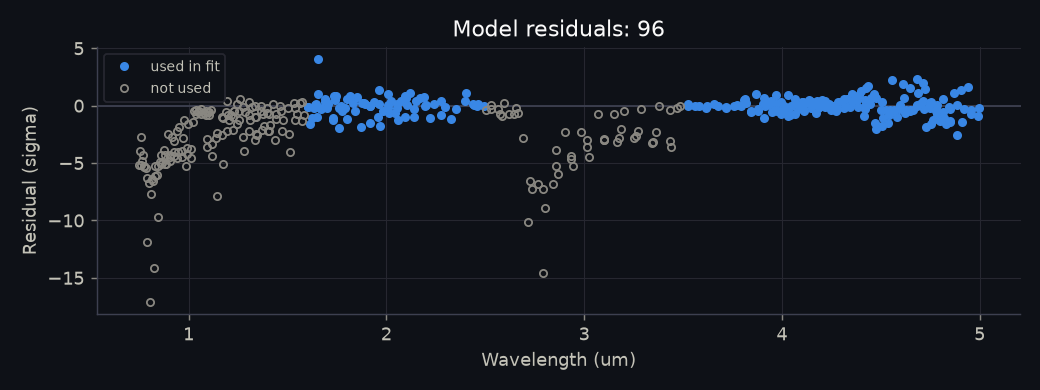 Model residuals: 96
used in fit
not used
Residual (sigma)
5
0
−5
−10
−15
1
2
3
4
5
Wavelength (um)